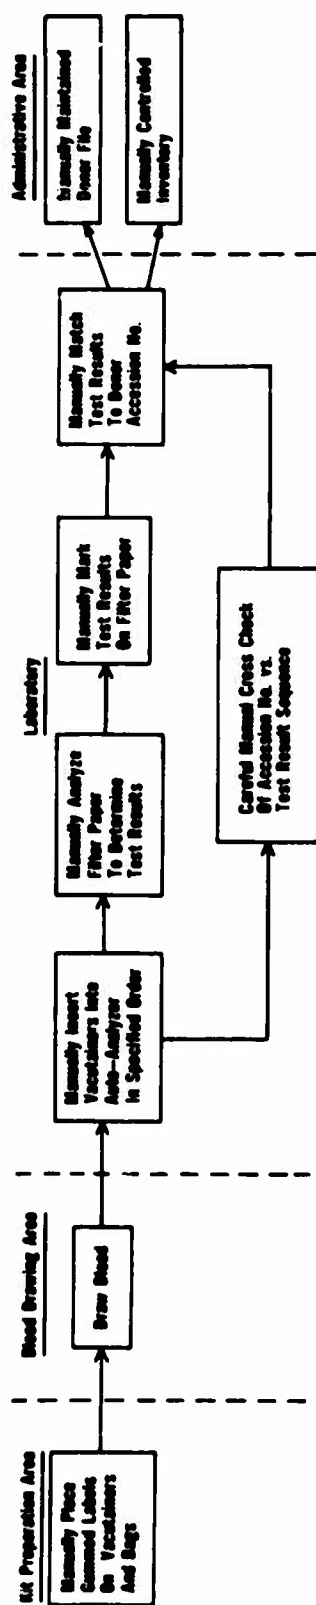 Kit Preparation Area
Manually Place
Gummed Labels
On Vacutainers
And Bags
Blood Drawing Area
Draw Blood
Laboratory
Manually Insert
Vacutainers Into
Auto-Analyzer
In Specified Order
Manually Analyze
Filter Paper
To Determine
Test Results
Manually Mark
Test Results
On Filter Paper
Careful Manual Cross Check
Of Accession No. vs.
Test Result Sequence
Manually Match
Test Results
To Donor
Accession No.
Administrative Area
Manually Maintained
Donor File
Manually Controlled
Inventory